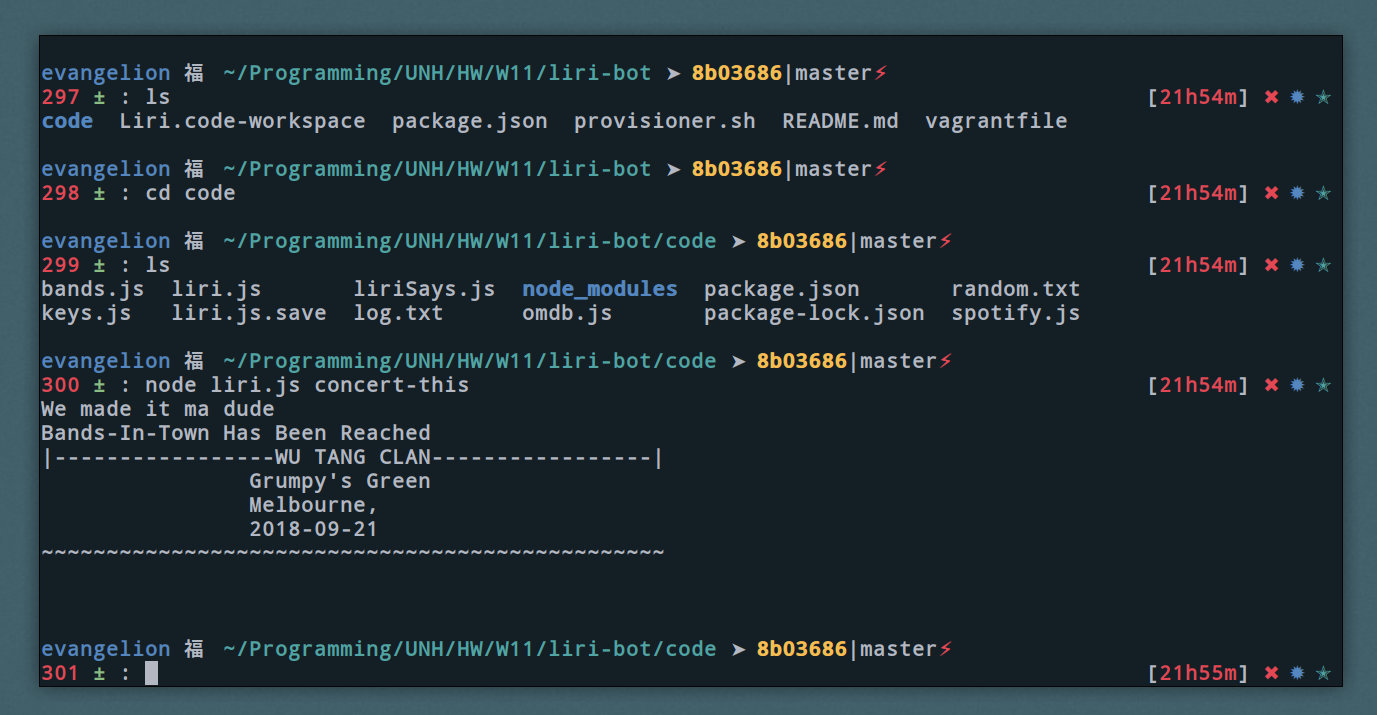 evangelion 福 ~/Programming/UNH/HW/W11/liri-bot ➤ 8b03686|master⚡
297 ± : ls [21h54m] ✖ ✹ ✭
code Liri.code-workspace package.json provisioner.sh README.md vagrantfile
evangelion 福 ~/Programming/UNH/HW/W11/liri-bot ➤ 8b03686|master⚡
298 ± : cd code [21h54m] ✖ ✹ ✭
evangelion 福 ~/Programming/UNH/HW/W11/liri-bot/code ➤ 8b03686|master⚡
299 ± : ls [21h54m] ✖ ✹ ✭
bands.js liri.js liriSays.js node_modules package.json random.txt
keys.js liri.js.save log.txt omdb.js package-lock.json spotify.js
evangelion 福 ~/Programming/UNH/HW/W11/liri-bot/code ➤ 8b03686|master⚡
300 ± : node liri.js concert-this [21h54m] ✖ ✹ ✭
We made it ma dude
Bands-In-Town Has Been Reached
|-----------------WU TANG CLAN-----------------|
Grumpy's Green
Melbourne,
2018-09-21
~~~~~~~~~~~~~~~~~~~~~~~~~~~~~~~~~~~~~~~~~~~~~~~~
evangelion 福 ~/Programming/UNH/HW/W11/liri-bot/code ➤ 8b03686|master⚡
301 ± : [21h55m] ✖ ✹ ✭